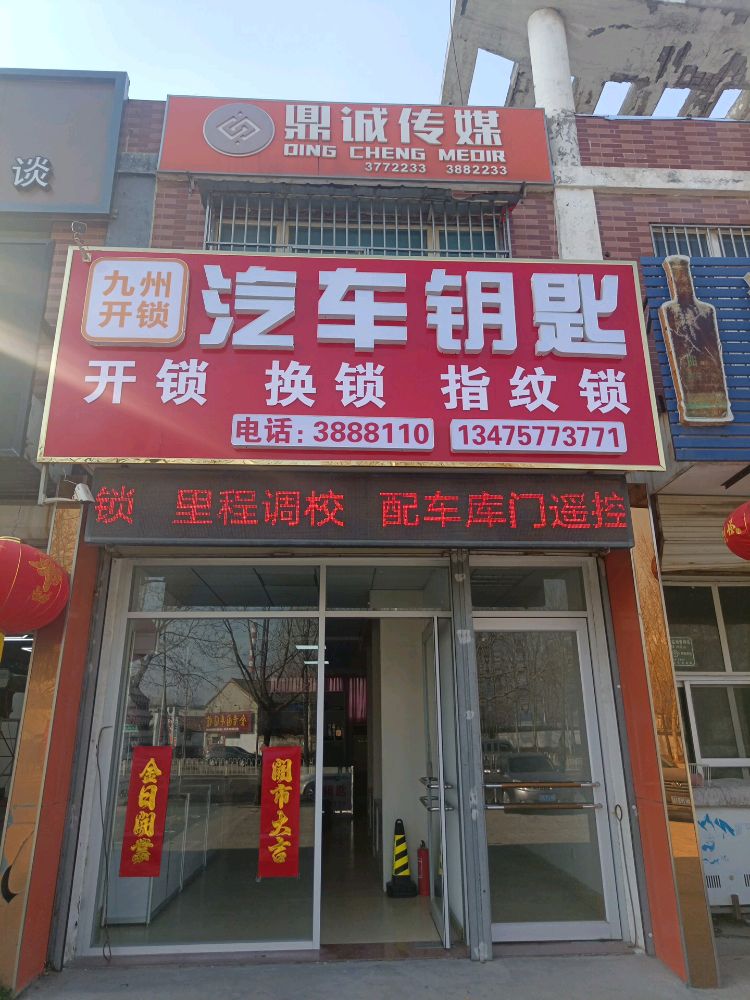 谈
鼎诚传媒
DING CHENG MEDIR
3772233 3882233
九州
开锁
汽车钥匙
开锁 换锁 指纹锁
电话：3888110 13475773771
锁 里程调校 配车库门遥控
今日開業
開市大吉